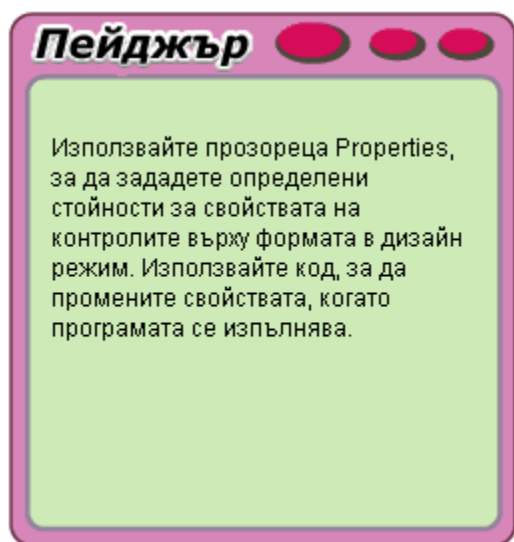 Пейджър
Използвайте прозореца Properties,
за да зададете определени
стойности за свойствата на
контролите върху формата в дизайн
режим. Използвайте код, за да
промените свойствата, когато
програмата се изпълнява.